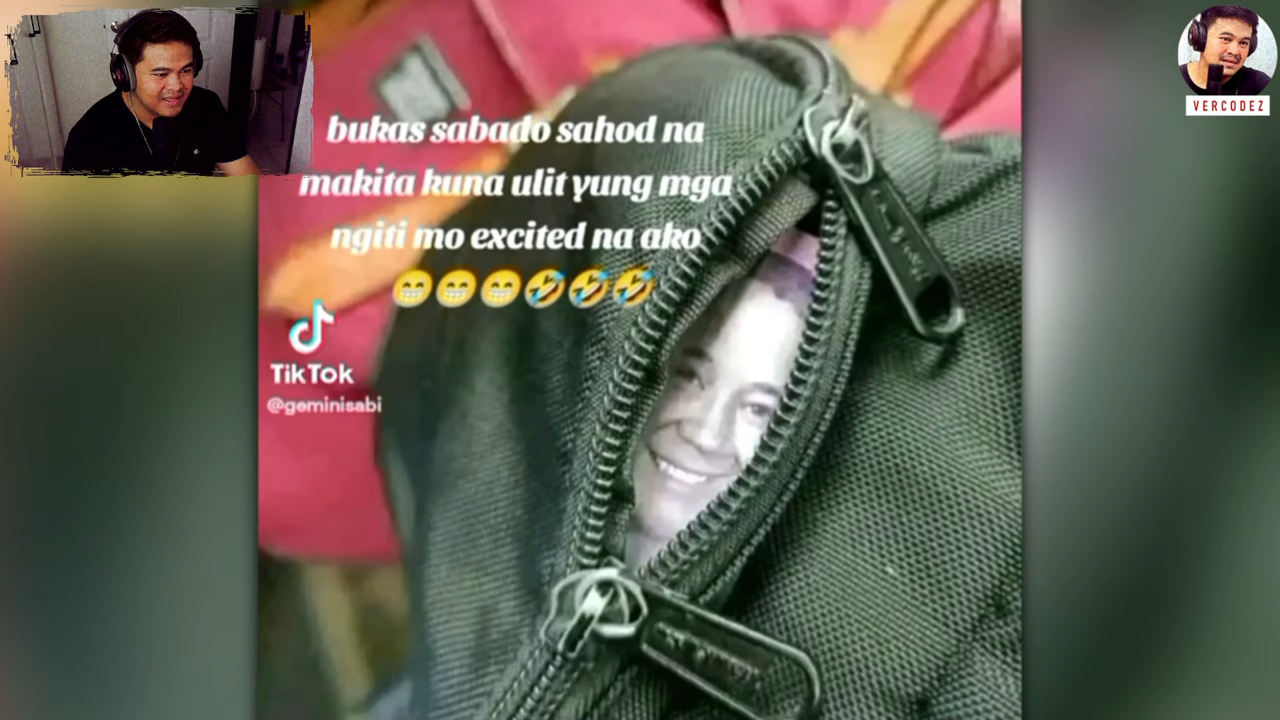 VERCODEZ
bukas sabado sahod na
makita kuna ulit yung mga
ngiti mo excited na ako
😁😁😁🤣🤣🤣
TikTok
@geminisabi